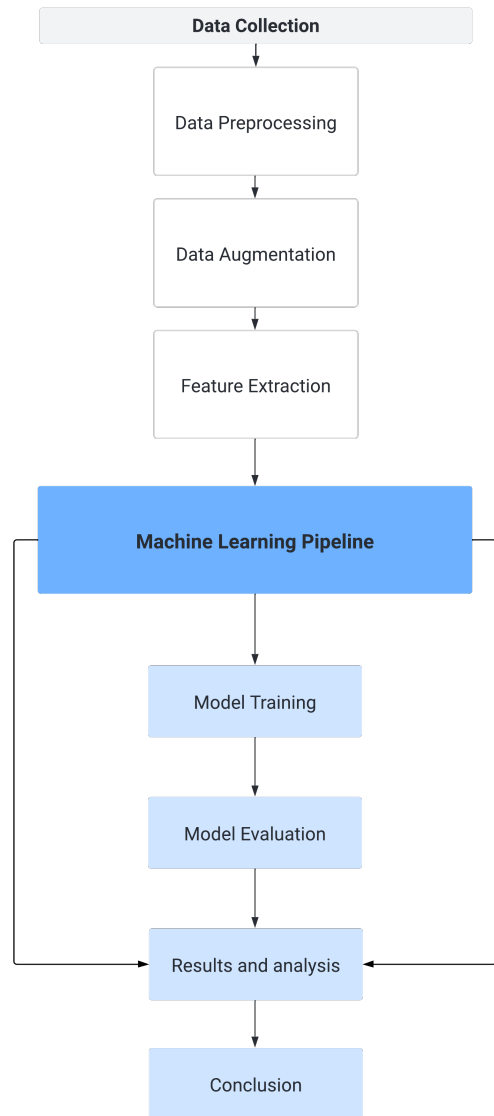 Data Collection
Data Preprocessing
Data Augmentation
Feature Extraction
Machine Learning Pipeline
Model Training
Model Evaluation
Results and analysis
Conclusion